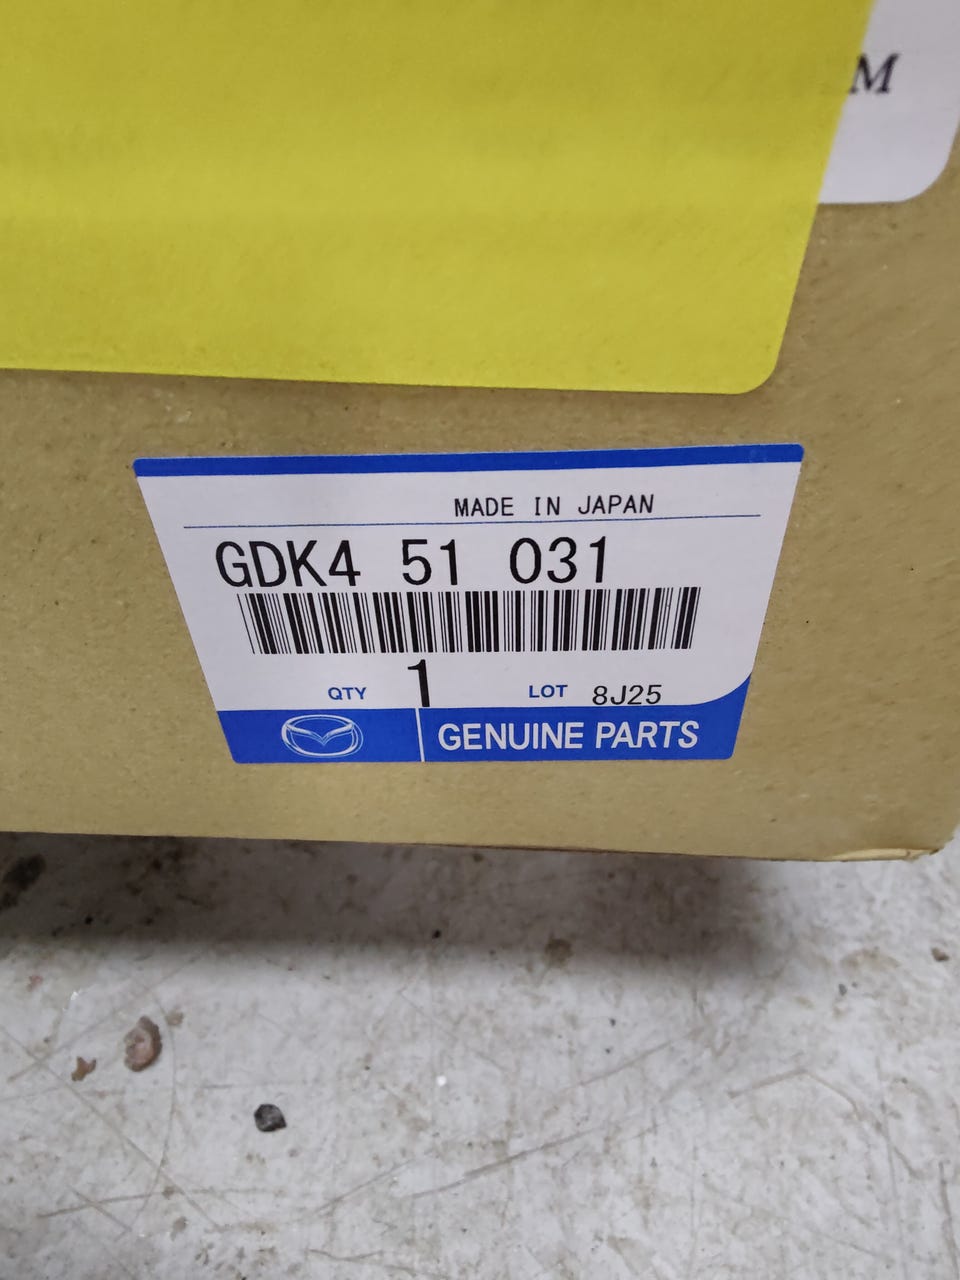 M
MADE IN JAPAN
GDK4 51 031
QTY 1 LOT 8J25
GENUINE PARTS